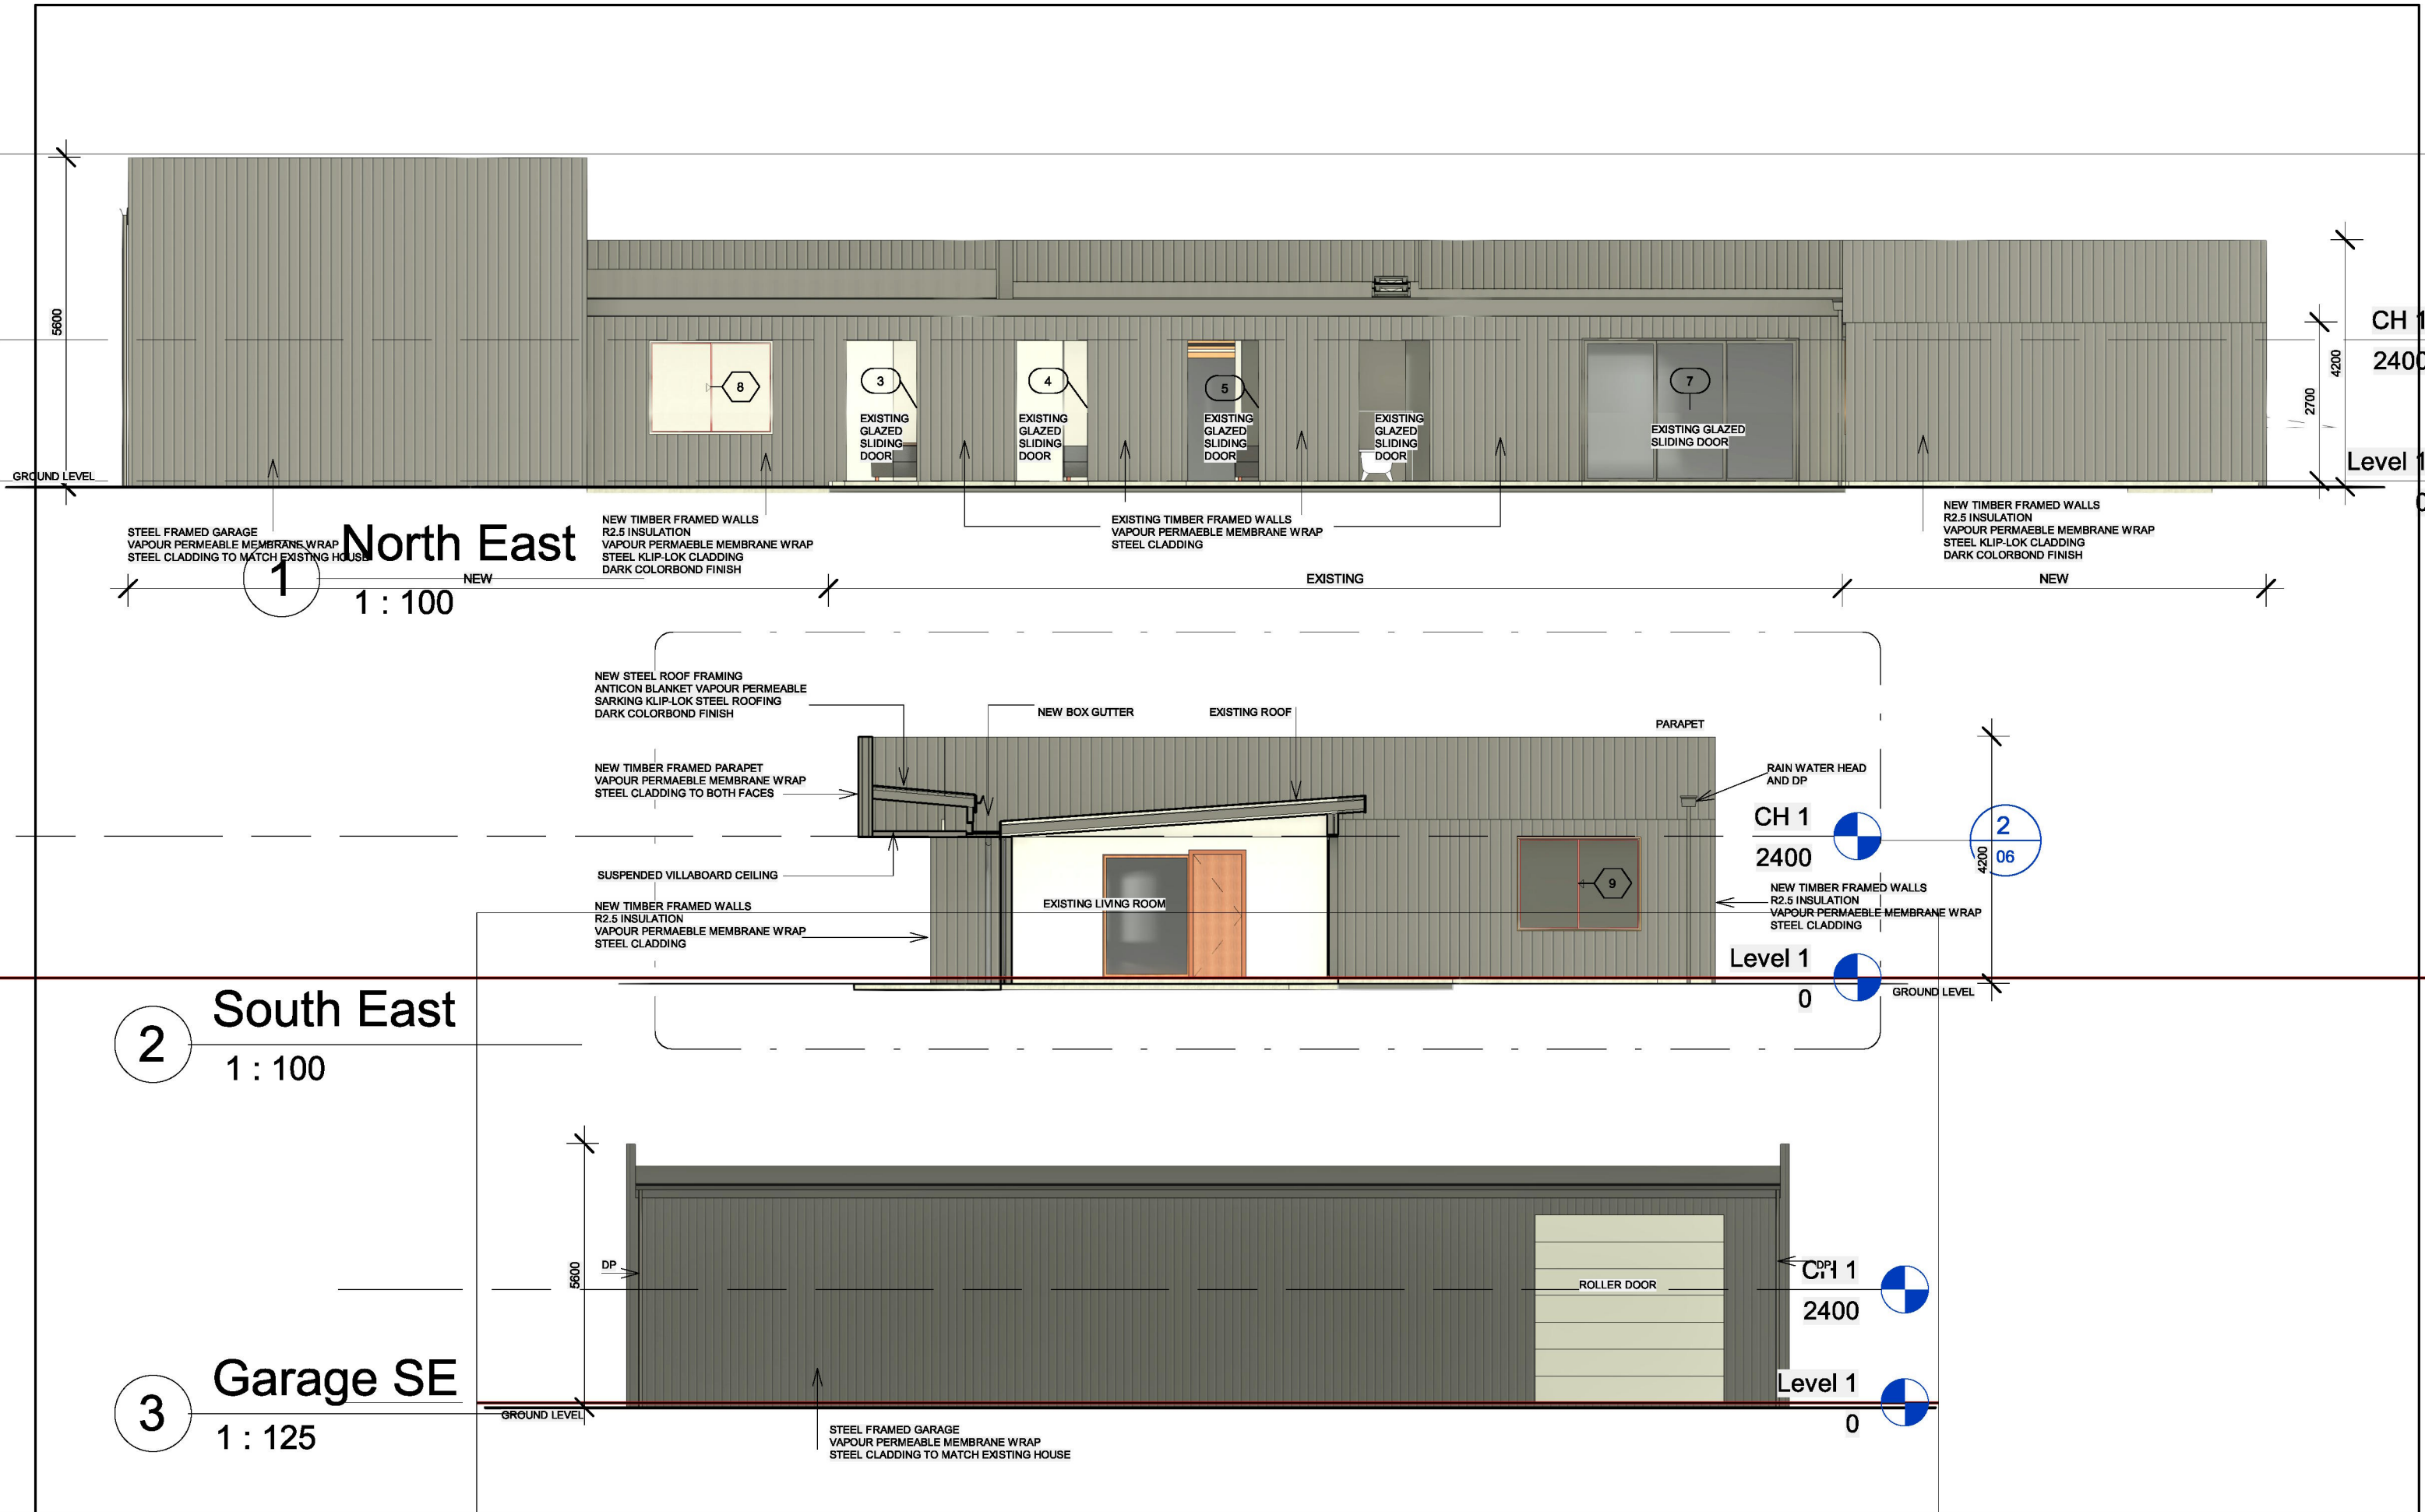 5600
8
3
4
5
7
EXISTING
GLAZED
SLIDING
DOOR
EXISTING
GLAZED
SLIDING
DOOR
EXISTING
GLAZED
SLIDING
DOOR
EXISTING
GLAZED
SLIDING
DOOR
EXISTING GLAZED
SLIDING DOOR
CH 1
2400
4200
2700
Level 1
0
GROUND LEVEL
STEEL FRAMED GARAGE
VAPOUR PERMEABLE MEMBRANE WRAP
STEEL CLADDING TO MATCH EXISTING HOUSE
1
North East
1 : 100
NEW TIMBER FRAMED WALLS
R2.5 INSULATION
VAPOUR PERMAEBLE MEMBRANE WRAP
STEEL KLIP-LOK CLADDING
DARK COLORBOND FINISH
EXISTING TIMBER FRAMED WALLS
VAPOUR PERMAEBLE MEMBRANE WRAP
STEEL CLADDING
NEW TIMBER FRAMED WALLS
R2.5 INSULATION
VAPOUR PERMAEBLE MEMBRANE WRAP
STEEL KLIP-LOK CLADDING
DARK COLORBOND FINISH
NEW
EXISTING
NEW
NEW STEEL ROOF FRAMING
ANTICON BLANKET VAPOUR PERMEABLE
SARKING KLIP-LOK STEEL ROOFING
DARK COLORBOND FINISH
NEW BOX GUTTER
EXISTING ROOF
PARAPET
NEW TIMBER FRAMED PARAPET
VAPOUR PERMAEBLE MEMBRANE WRAP
STEEL CLADDING TO BOTH FACES
RAIN WATER HEAD
AND DP
CH 1
2400
2
06
4200
SUSPENDED VILLABOARD CEILING
9
NEW TIMBER FRAMED WALLS
R2.5 INSULATION
VAPOUR PERMAEBLE MEMBRANE WRAP
STEEL CLADDING
EXISTING LIVING ROOM
NEW TIMBER FRAMED WALLS
R2.5 INSULATION
VAPOUR PERMAEBLE MEMBRANE WRAP
STEEL CLADDING
Level 1
0
GROUND LEVEL
2
South East
1 : 100
5600
DP
DP
CH 1
2400
ROLLER DOOR
Level 1
0
3
Garage SE
1 : 125
GROUND LEVEL
STEEL FRAMED GARAGE
VAPOUR PERMEABLE MEMBRANE WRAP
STEEL CLADDING TO MATCH EXISTING HOUSE